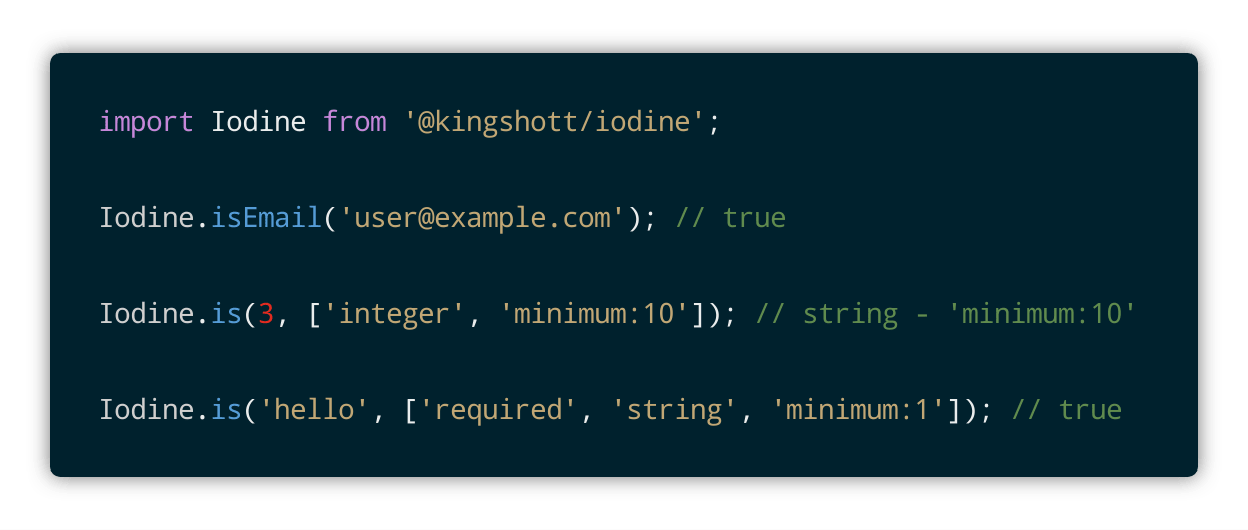 import Iodine from '@kingshott/iodine';
Iodine.isEmail('user@example.com'); // true
Iodine.is(3, ['integer', 'minimum:10']); // string - 'minimum:10'
Iodine.is('hello', ['required', 'string', 'minimum:1']); // true